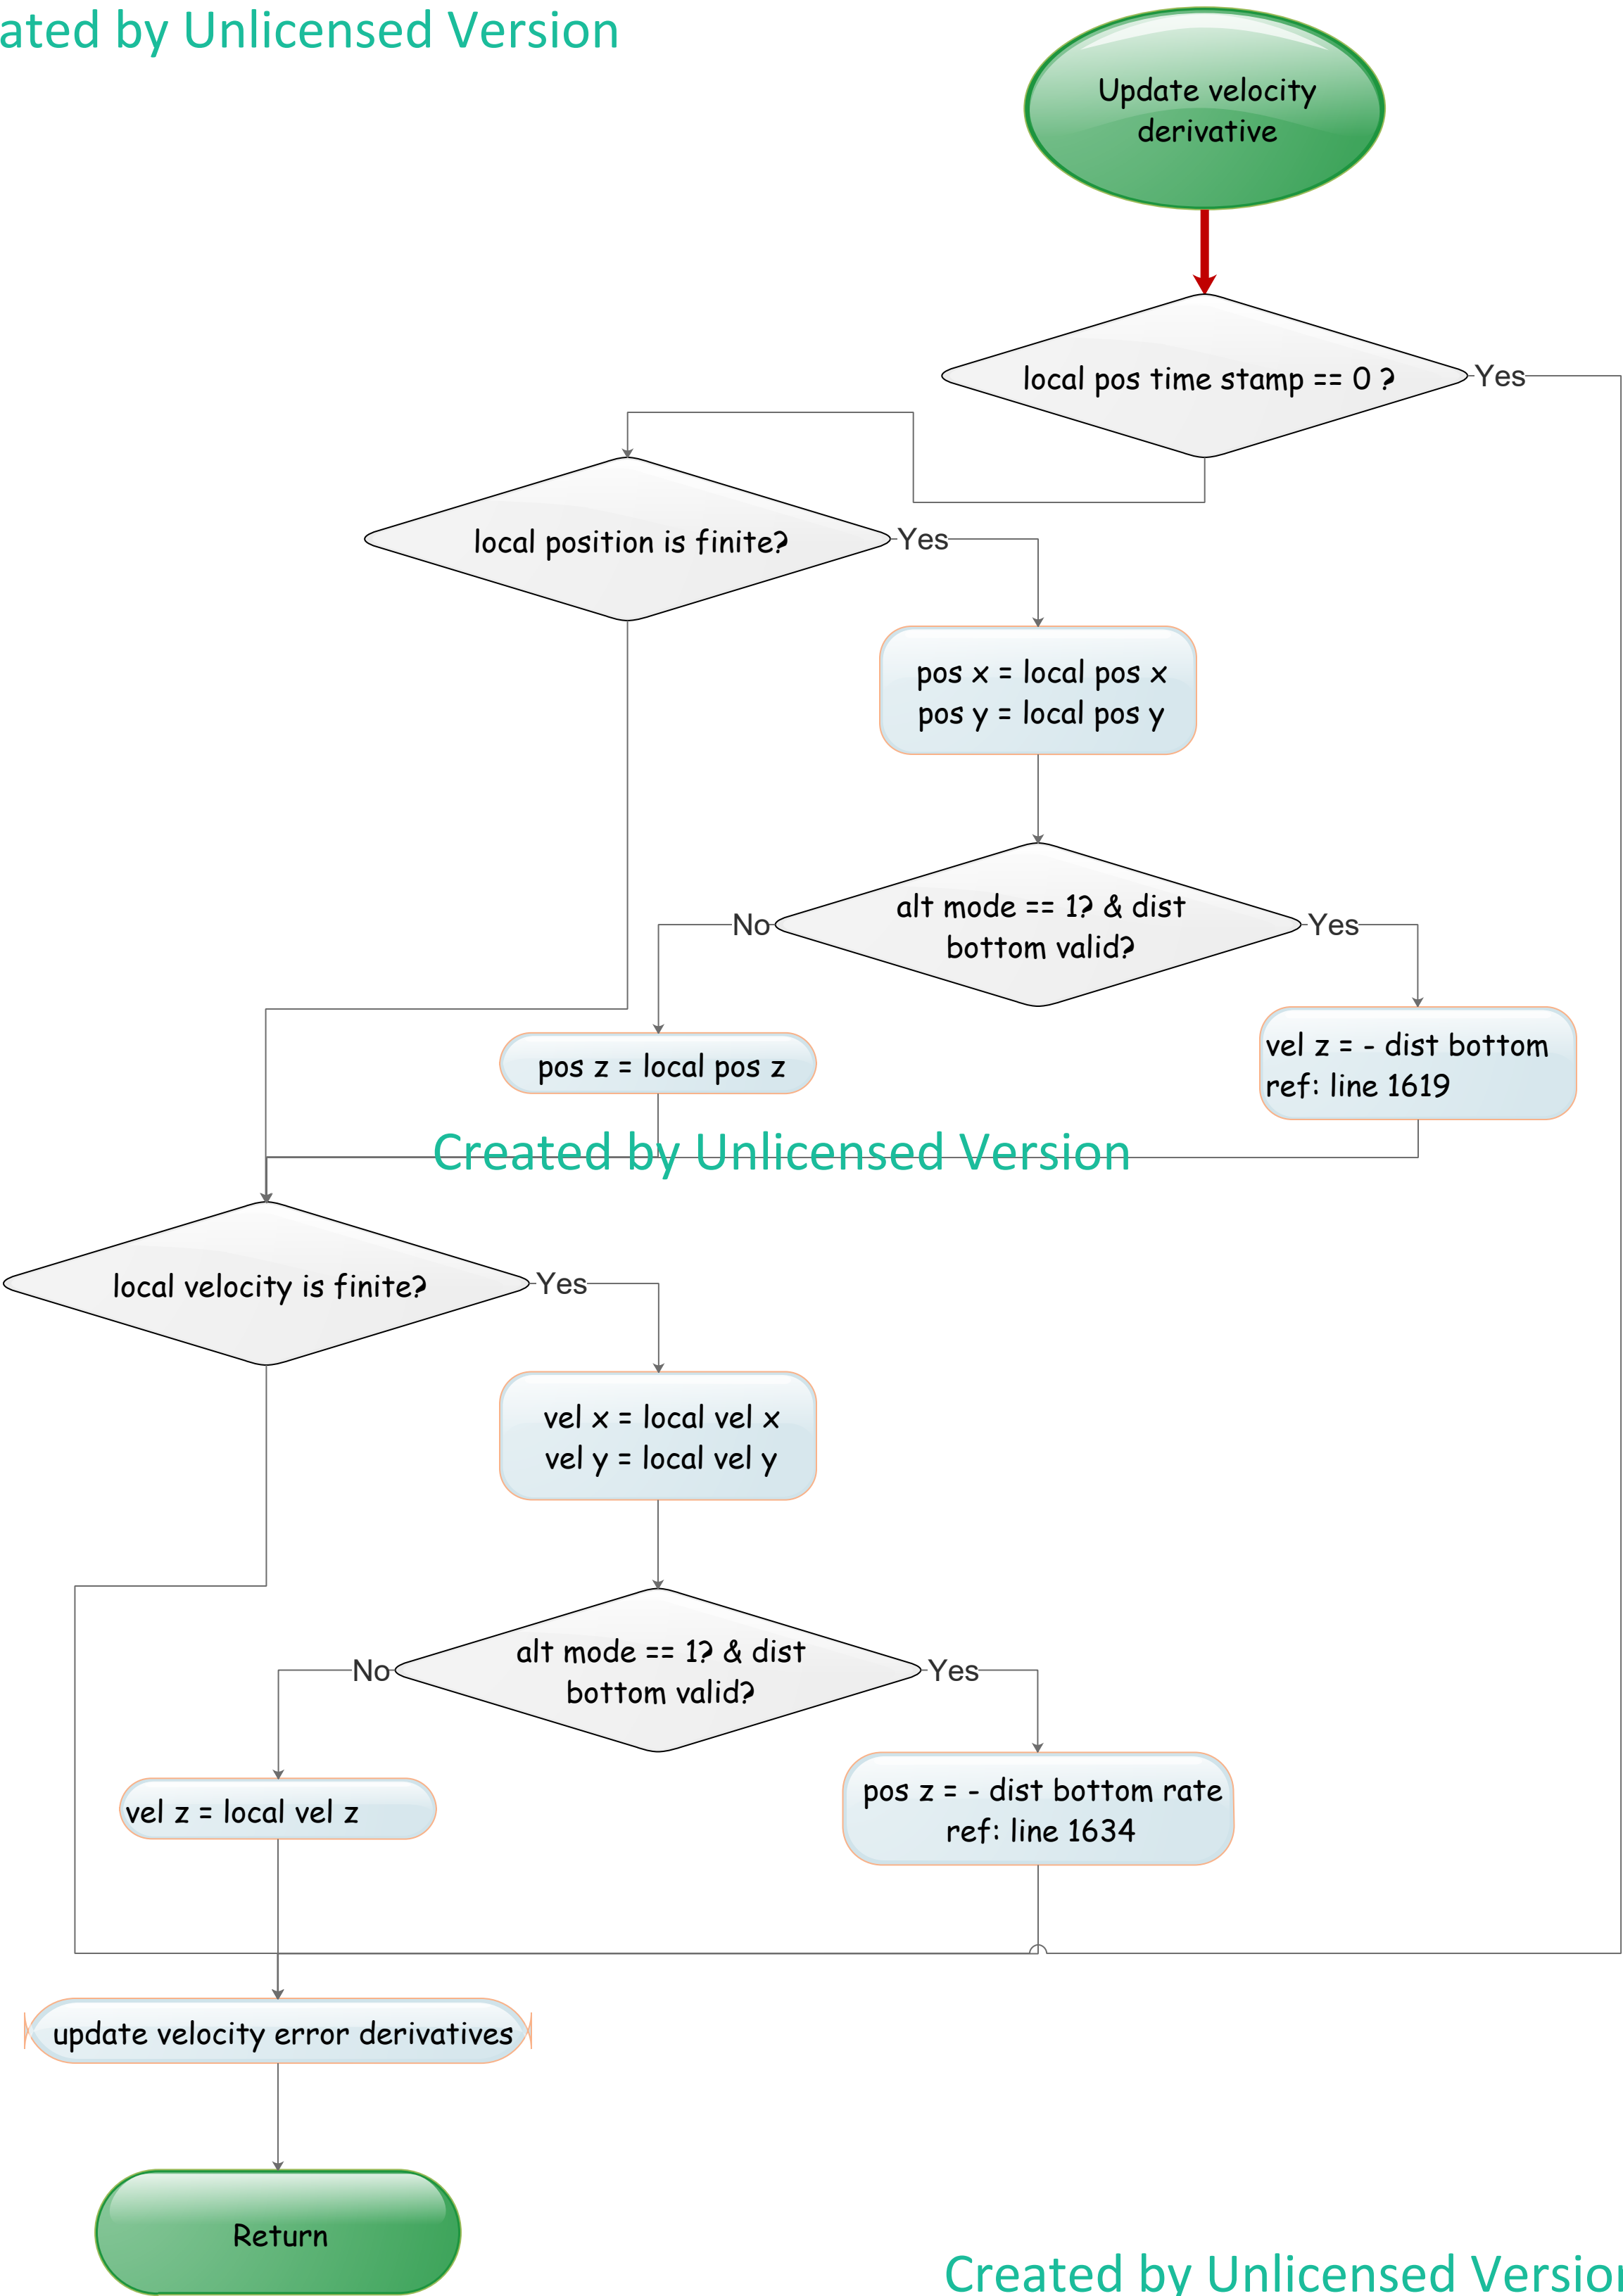 ated by Unlicensed Version
Update velocity
derivative
local pos time stamp == 0 ?
Yes
local position is finite?
Yes
pos x = local pos x
pos y = local pos y
alt mode == 1? & dist
bottom valid?
No
Yes
pos z = local pos z
vel z = - dist bottom
ref: line 1619
Created by Unlicensed Version
local velocity is finite?
Yes
vel x = local vel x
vel y = local vel y
alt mode == 1? & dist
bottom valid?
No
Yes
vel z = local vel z
pos z = - dist bottom rate
ref: line 1634
update velocity error derivatives
Return
Created by Unlicensed Version